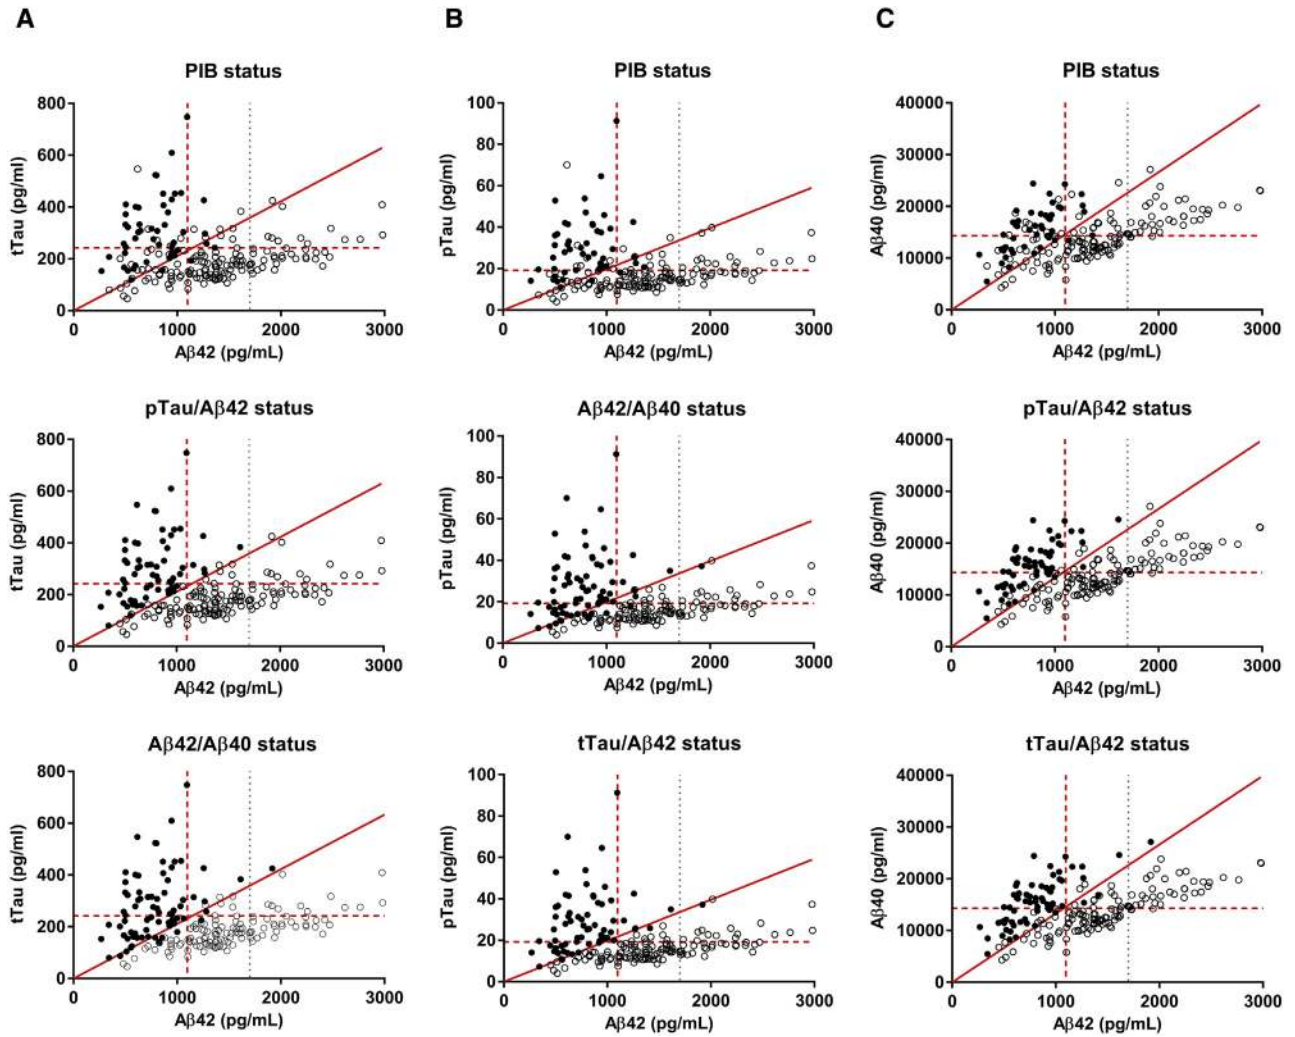 A B C
PIB status PIB status PIB status
800 100 40000
600 80 30000
tTau (pg/ml) 400 pTau (pg/ml) 60 Aβ40 (pg/ml) 20000
200 40 10000
0 20 0
0
0 1000 2000 3000 0 1000 2000 3000 0 1000 2000 3000
Aβ42 (pg/mL) Aβ42 (pg/mL) Aβ42 (pg/mL)
pTau/Aβ42 status Aβ42/Aβ40 status pTau/Aβ42 status
800 100 40000
600 80 30000
tTau (pg/ml) 400 pTau (pg/ml) 60 Aβ40 (pg/ml) 20000
200 40 10000
0 20 0
0
0 1000 2000 3000 0 1000 2000 3000 0 1000 2000 3000
Aβ42 (pg/mL) Aβ42 (pg/mL) Aβ42 (pg/mL)
Aβ42/Aβ40 status tTau/Aβ42 status tTau/Aβ42 status
800 100 40000
600 80 30000
tTau (pg/ml) 400 pTau (pg/ml) 60 Aβ40 (pg/ml) 20000
200 40 10000
0 20 0
0
0 1000 2000 3000 0 1000 2000 3000 0 1000 2000 3000
Aβ42 (pg/mL) Aβ42 (pg/mL) Aβ42 (pg/mL)